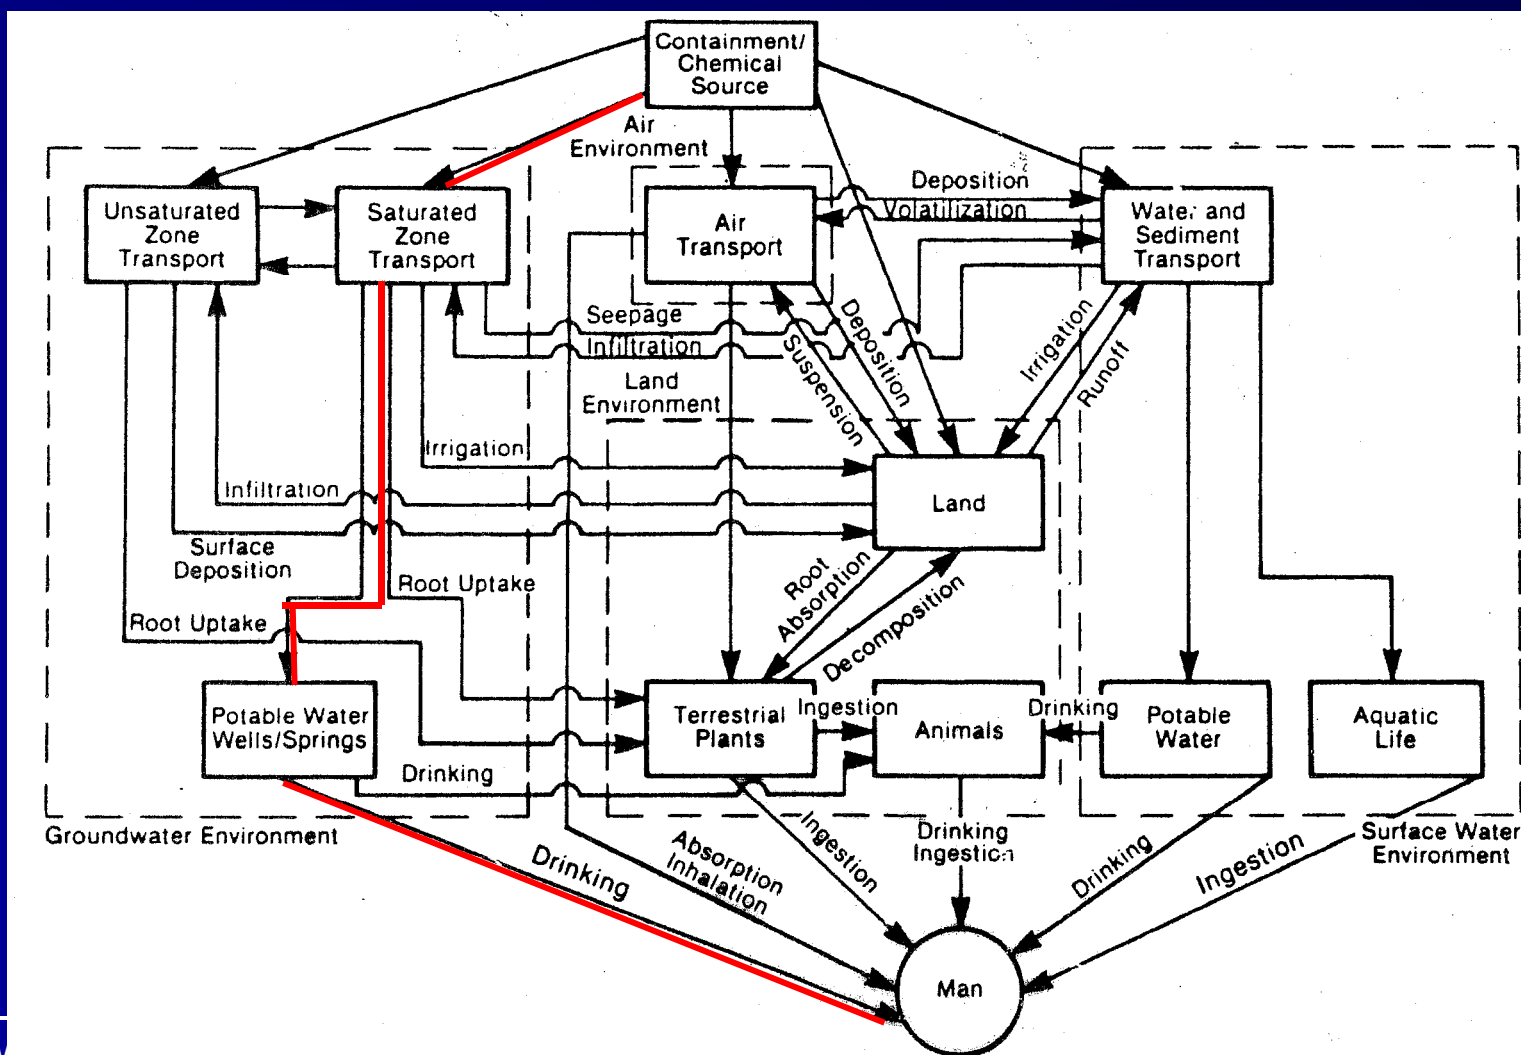 Containment/
Chemical
Source
Air
Environment
Deposition
Volatilization
Unsaturated
Zone
Transport
Saturated
Zone
Transport
Air
Transport
Water and
Sediment
Transport
Seepage
Infiltration
Suspension
Deposition
Irrigation
Runoff
Land
Environment
Irrigation
Infiltration
Land
Surface
Deposition
Root Uptake
Root Uptake
Root
Absorption
Decomposition
Potable Water
Wells/Springs
Terrestrial
Plants
Ingestion
Animals
Drinking
Potable
Water
Aquatic
Life
Drinking
Groundwater Environment
Surface Water
Environment
Drinking
Absorption
Inhalation
Ingestion
Drinking
Ingestion
Drinking
Ingestion
Man